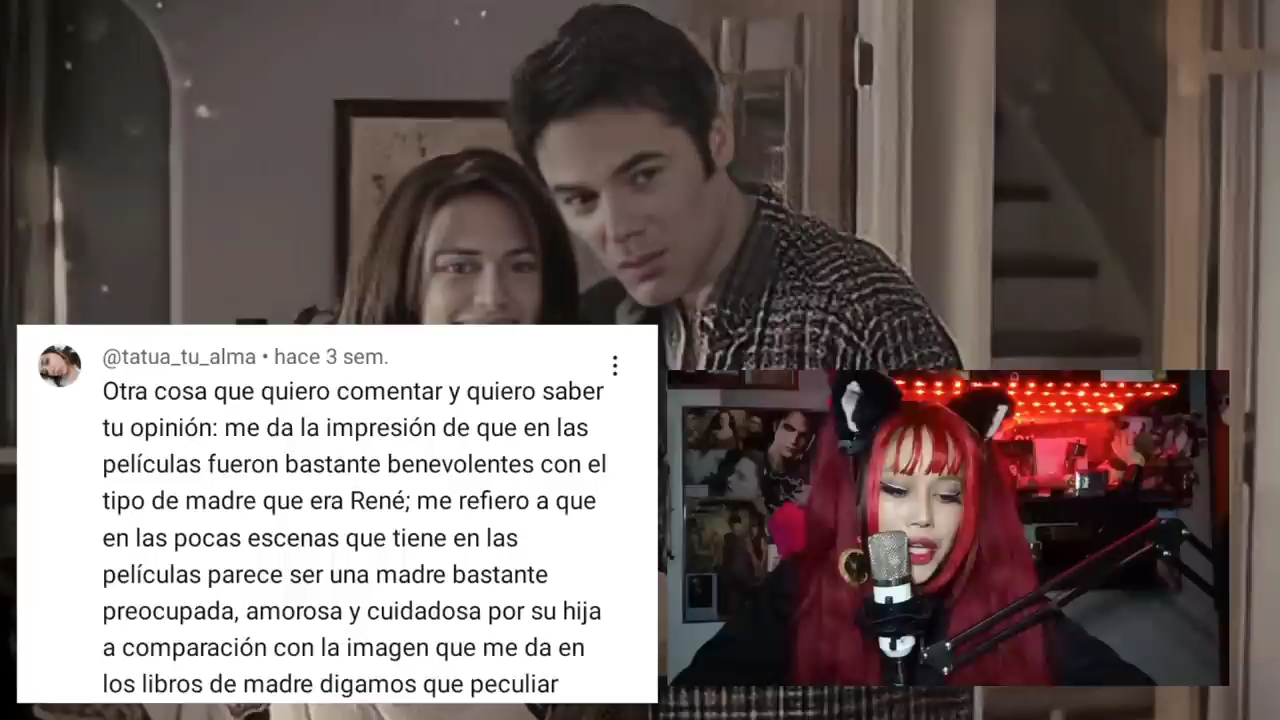 @tatua_tu_alma • hace 3 sem.
Otra cosa que quiero comentar y quiero saber
tu opinión: me da la impresión de que en las
películas fueron bastante benevolentes con el
tipo de madre que era René; me refiero a que
en las pocas escenas que tiene en las
películas parece ser una madre bastante
preocupada, amorosa y cuidadosa por su hija
a comparación con la imagen que me da en
los libros de madre digamos que peculiar